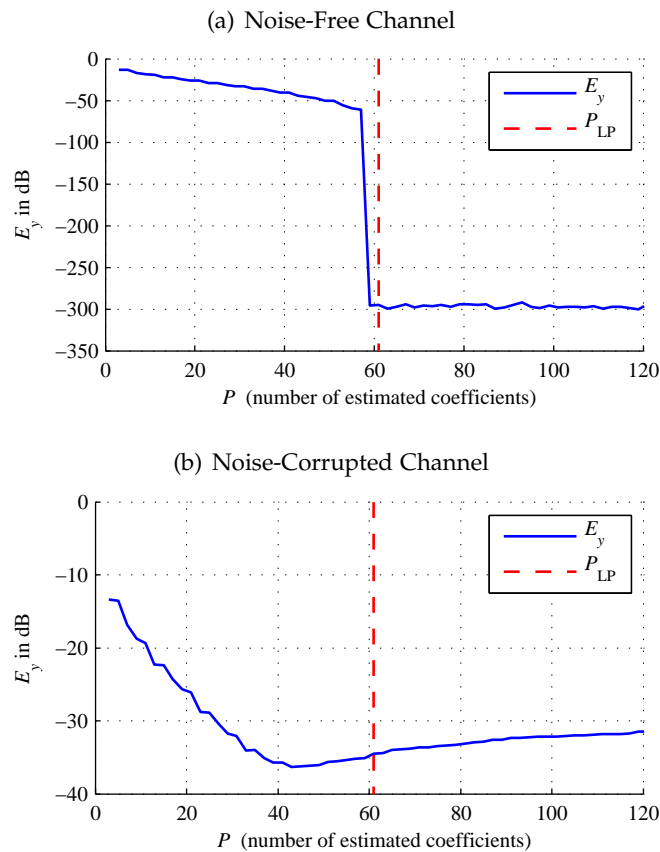 (a) Noise-Free Channel
0
−50
−100
−150
−200
−250
−300
−350
E_y in dB
E_y
P_LP
0 20 40 60 80 100 120
P (number of estimated coefficients)
(b) Noise-Corrupted Channel
0
−10
−20
−30
−40
E_y in dB
E_y
P_LP
0 20 40 60 80 100 120
P (number of estimated coefficients)